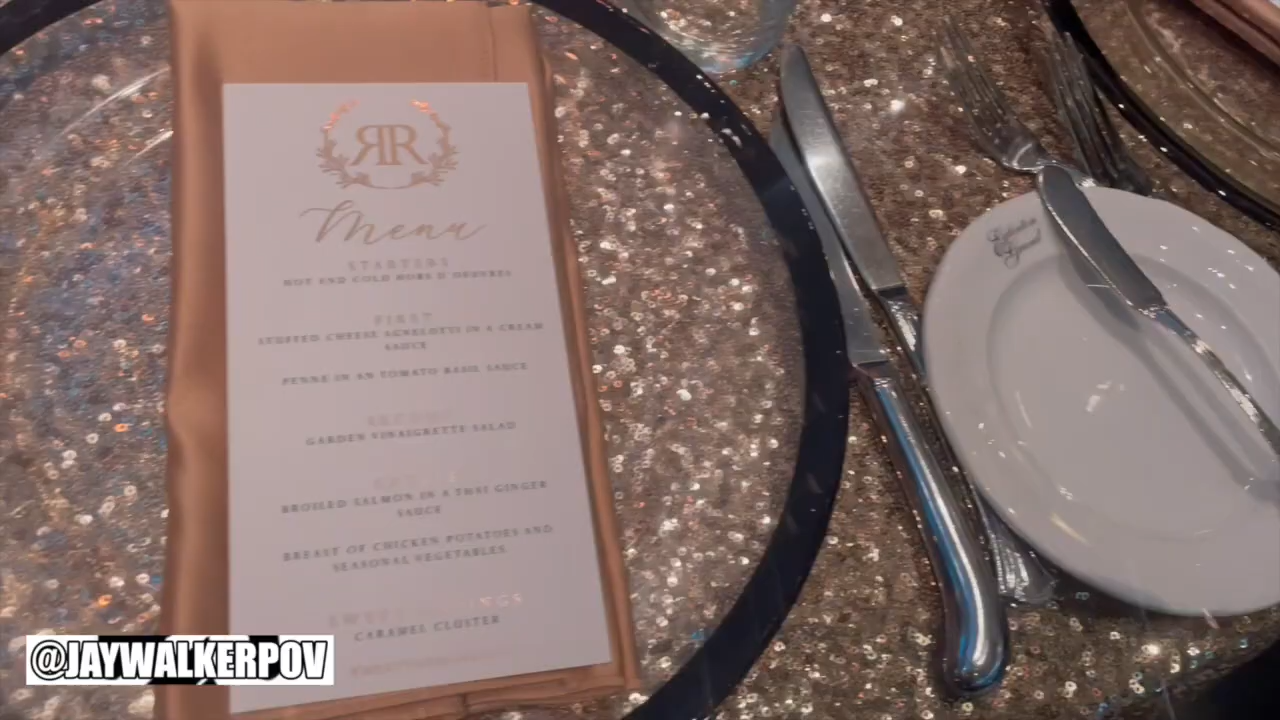 RR
Menu
STARTERS
HOT AND COLD HORS D'OEUVRES
FIRST
STUFFED CHEESE AGNELOTTI IN A CREAM
SAUCE
PENNE IN AN TOMATO BASIL SAUCE
GARDEN VINAIGRETTE SALAD
BROILED SALMON IN A THAI GINGER
SAUCE
BREAST OF CHICKEN POTATOES AND
SEASONAL VEGETABLES
CARAMEL CLUSTER
@JAYWALKERPOV